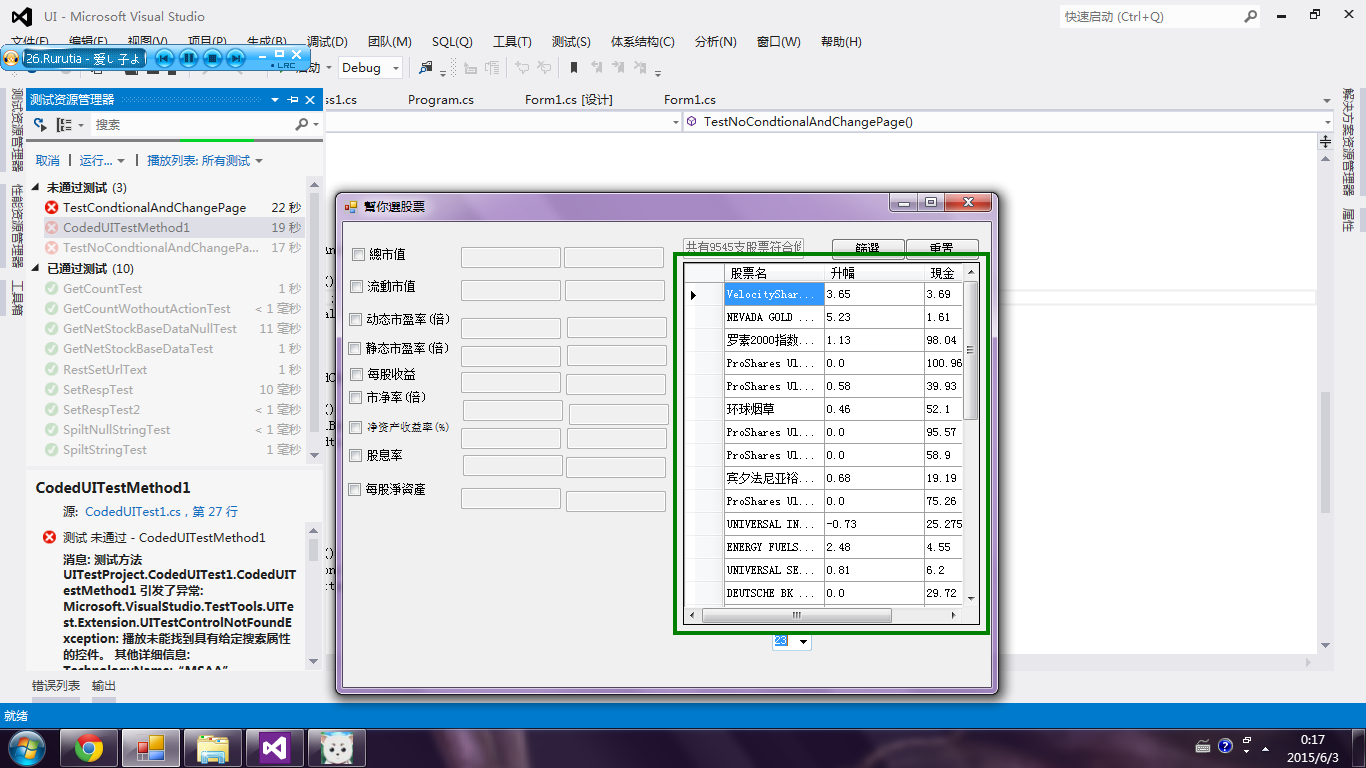 UI - Microsoft Visual Studio
快速启动 (Ctrl+Q)
文件(F) 编辑(E) 视图(V) 项目(P) 生成(B) 调试(D) 团队(M) SQL(Q) 工具(T) 测试(S) 体系结构(C) 分析(N) 窗口(W) 帮助(H)
26.Rurutia - 爱し子よ
LRC
启动 Debug
测试资源管理器
性能资源管理器
工具箱
测试资源管理器
搜索
取消 运行... 播放列表: 所有测试
未通过测试 (3)
TestCondtionalAndChangePage 22 秒
CodedUITestMethod1 19 秒
TestNoCondtionalAndChangePa... 17 秒
已通过测试 (10)
GetCountTest 1 秒
GetCountWothoutActionTest < 1 毫秒
GetNetStockBaseDataNullTest 11 毫秒
GetNetStockBaseDataTest 1 秒
RestSetUrlText 1 秒
SetRespTest 10 毫秒
SetRespTest2 < 1 毫秒
SpiltNullStringTest < 1 毫秒
SpiltStringTest 1 毫秒
CodedUITestMethod1
源: CodedUITest1.cs，第 27 行
测试 未通过 - CodedUITestMethod1
消息: 测试方法
UITestProject.CodedUITest1.CodedUIT
estMethod1 引发了异常:
Microsoft.VisualStudio.TestTools.UITe
st.Extension.UITestControlNotFoundE
xception: 播放未能找到具有给定搜索属性
的控件。 其他详细信息:
TechnologyName: "MSAA"
错误列表 输出
就绪
ss1.cs Program.cs Form1.cs [设计] Form1.cs
TestNoCondtionalAndChangePage()
解决方案资源管理器
属性
幫你選股票
總市值
流動市值
动态市盈率(倍)
静态市盈率(倍)
每股收益
市净率(倍)
净资产收益率(%)
股息率
每股淨資產
共有9545支股票符合
篩選 重置
股票名 升幅 現金
VelocityShar... 3.65 3.69
NEVADA GOLD ... 5.23 1.61
罗素2000指数... 1.13 98.04
ProShares Ul... 0.0 100.96
ProShares Ul... 0.58 39.93
环球烟草 0.46 52.1
ProShares Ul... 0.0 95.57
ProShares Ul... 0.0 58.9
宾夕法尼亚裕... 0.68 19.19
ProShares Ul... 0.0 75.26
UNIVERSAL IN... -0.73 25.275
ENERGY FUELS... 2.48 4.55
UNIVERSAL SE... 0.81 6.2
DEUTSCHE BK ... 0.0 29.72
23
0:17
2015/6/3